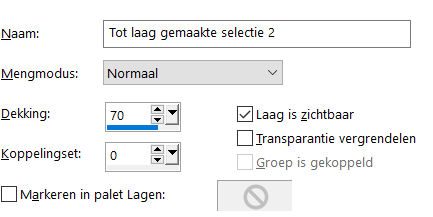 Naam: Tot laag gemaakte selectie 2
Mengmodus: Normaal
Dekking: 70
Laag is zichtbaar
Transparantie vergrendelen
Koppelingset: 0
Groep is gekoppeld
Markeren in palet Lagen: